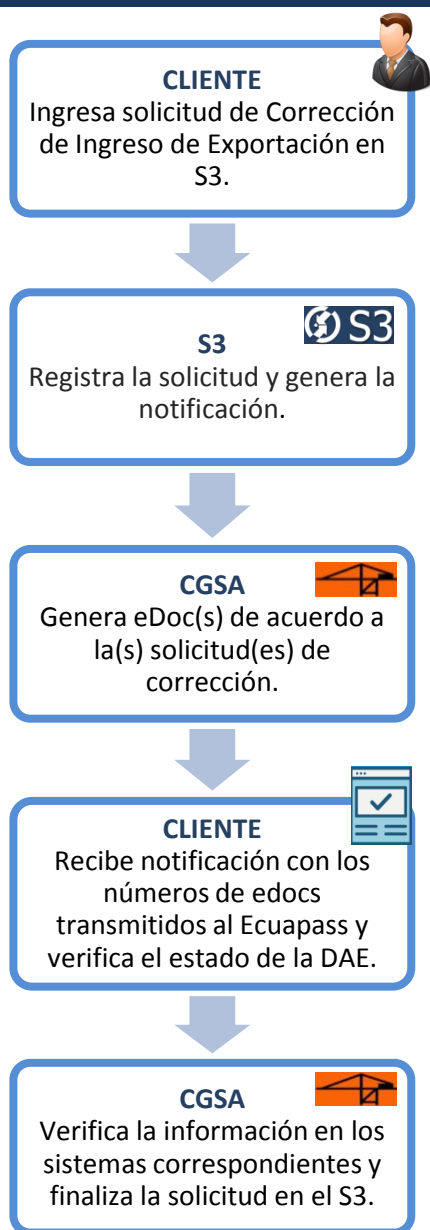 CLIENTE
Ingresa solicitud de Corrección
de Ingreso de Exportación en
S3.
S3
S3
Registra la solicitud y genera la
notificación.
CGSA
Genera eDoc(s) de acuerdo a
la(s) solicitud(es) de
corrección.
CLIENTE
Recibe notificación con los
números de edocs
transmitidos al Ecuapass y
verifica el estado de la DAE.
CGSA
Verifica la información en los
sistemas correspondientes y
finaliza la solicitud en el S3.